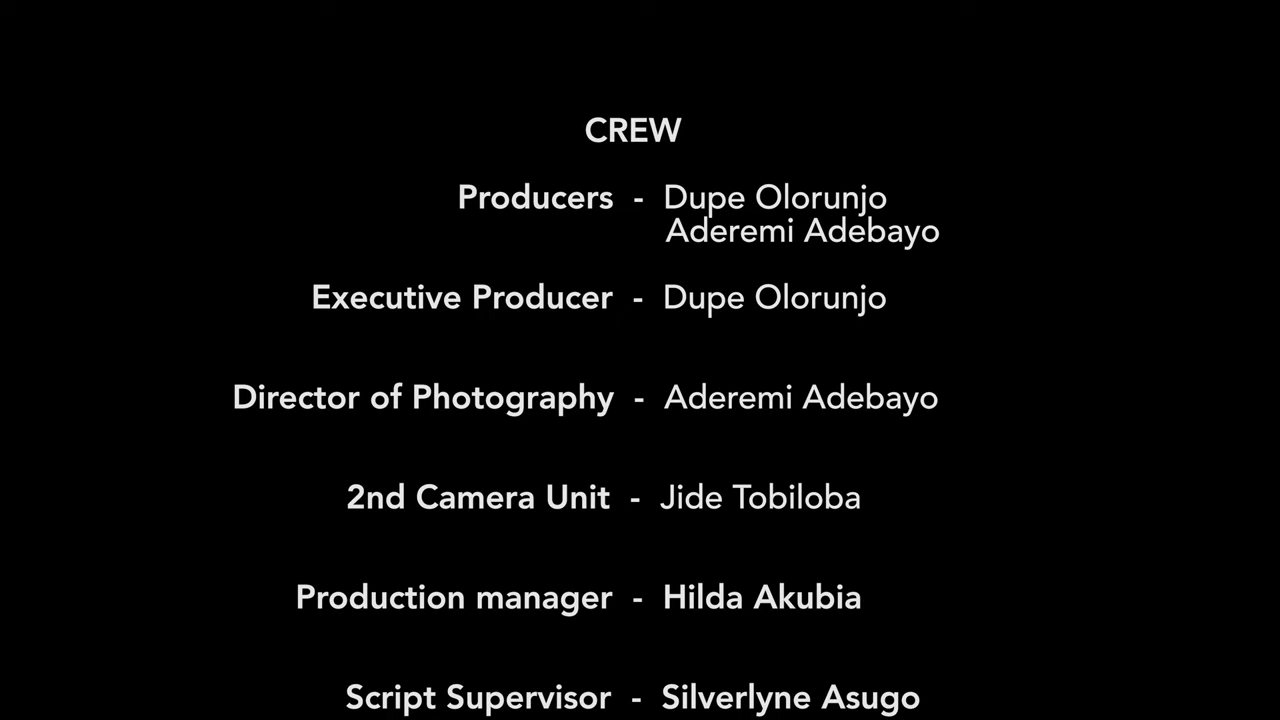 CREW
Producers - Dupe Olorunjo
Aderemi Adebayo
Executive Producer - Dupe Olorunjo
Director of Photography - Aderemi Adebayo
2nd Camera Unit - Jide Tobiloba
Production manager - Hilda Akubia
Script Supervisor - Silverlyne Asugo